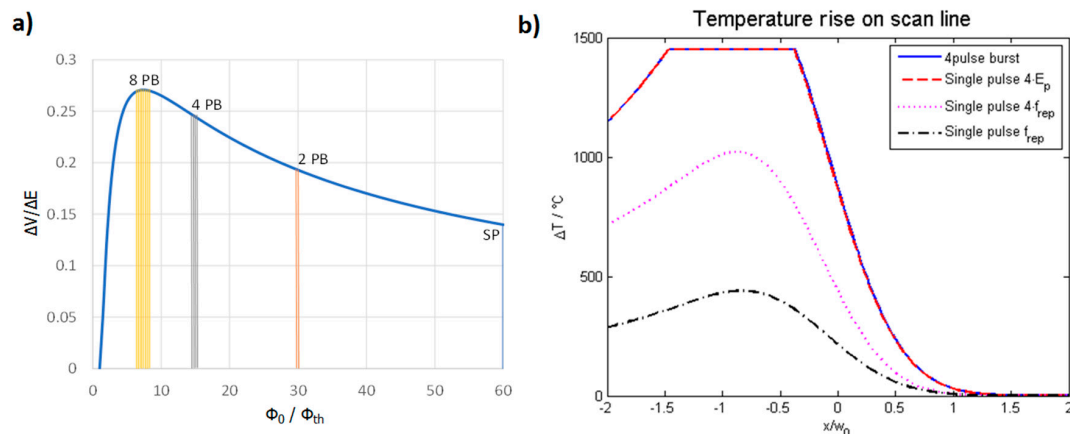 a)
ΔV/ΔE
0.3
0.25
0.2
0.15
0.1
0.05
0
8 PB
4 PB
2 PB
SP
0 10 20 30 40 50 60
Φ0 / Φth
b)
Temperature rise on scan line
ΔT / °C
1500
1000
500
0
4pulse burst
Single pulse 4·Ep
Single pulse 4·frep
Single pulse frep
-2 -1.5 -1 -0.5 0 0.5 1 1.5 2
x/w0